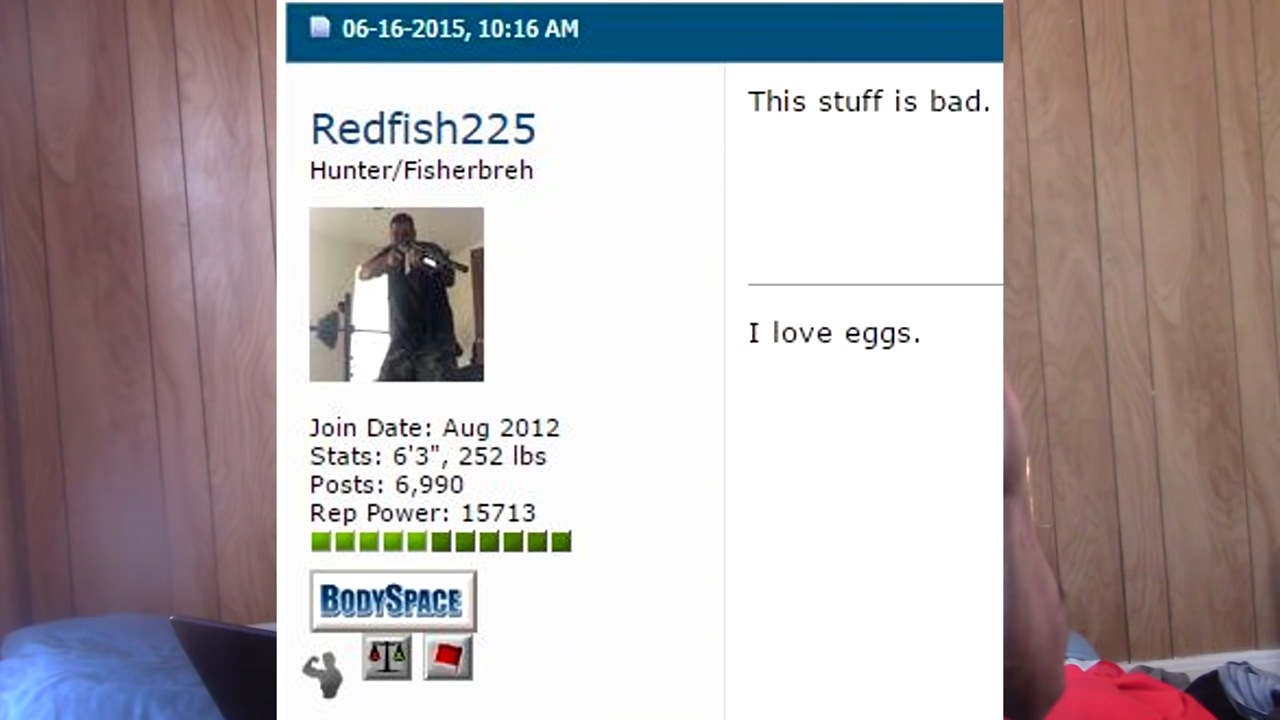 06-16-2015, 10:16 AM
This stuff is bad.
Redfish225
Hunter/Fisherbreh
I love eggs.
Join Date: Aug 2012
Stats: 6'3", 252 lbs
Posts: 6,990
Rep Power: 15713
BODYSPACE